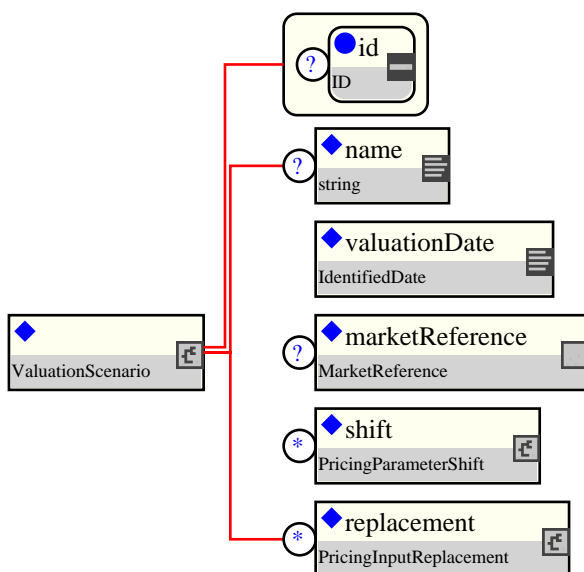 ?
id
ID
?
name
string
valuationDate
IdentifiedDate
ValuationScenario
?
marketReference
MarketReference
*
shift
PricingParameterShift
*
replacement
PricingInputReplacement